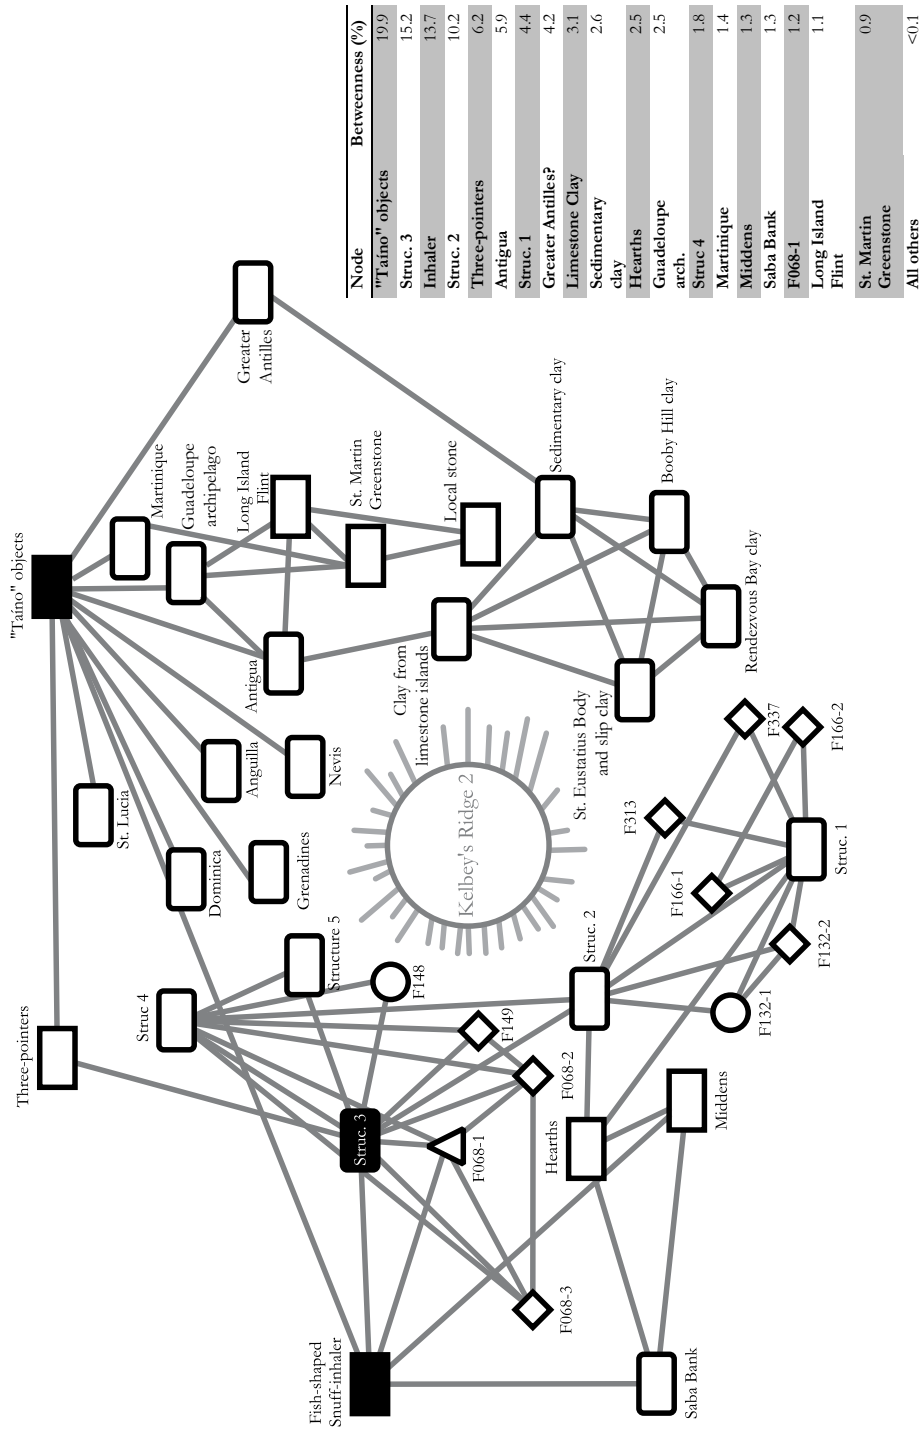 Fish-shaped
Snuff-inhaler
Three-pointers
"Taíno" objects
St. Lucia
Martinique
Struc 4
Dominica
Guadeloupe
archipelago
Anguilla
Greater
Antilles
Grenadines
Antigua
Long Island
Flint
Structure 5
Nevis
Struc. 3
St. Martin
Greenstone
F148
Clay from
limestone islands
Local stone
Kelbey's Ridge 2
F068-1
F149
Sedimentary clay
F068-3
F068-2
Hearths
Struc. 2
St. Eustatius Body
and slip clay
F313
Booby Hill clay
Saba Bank
Middens
F166-1
F132-1
F337
Rendezvous Bay clay
F132-2
Struc. 1
F166-2
Node Betweenness (%)
"Taíno" objects 19.9
Struc. 3 15.2
Inhaler 13.7
Struc. 2 10.2
Three-pointers 6.2
Antigua 5.9
Struc. 1 4.4
Greater Antilles? 4.2
Limestone Clay 3.1
Sedimentary 2.6
clay
Hearths 2.5
Guadeloupe 2.5
arch.
Struc 4 1.8
Martinique 1.4
Middens 1.3
Saba Bank 1.3
F068-1 1.2
Long Island 1.1
Flint
St. Martin 0.9
Greenstone
All others <0.1